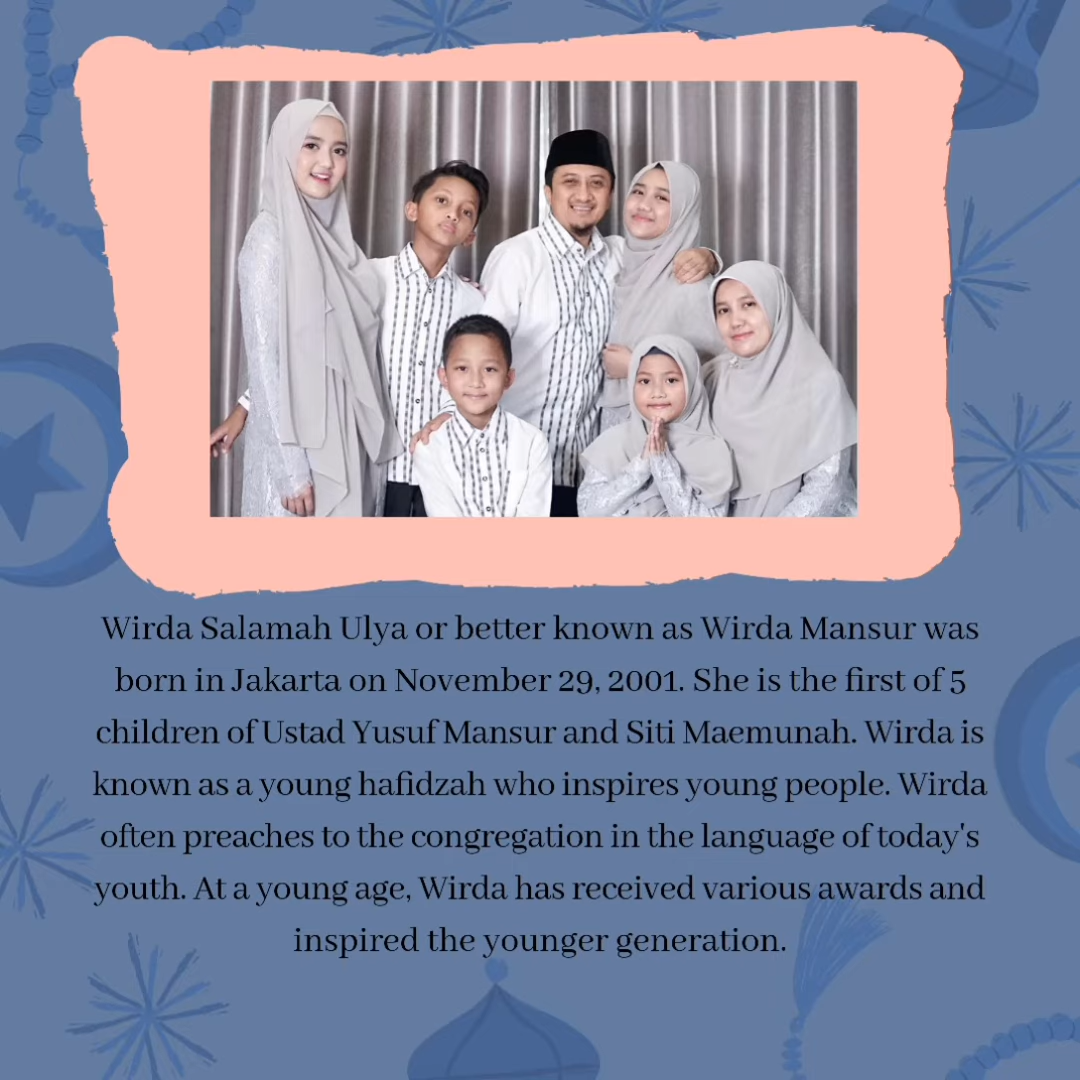 Wirda Salamah Ulya or better known as Wirda Mansur was
born in Jakarta on November 29, 2001. She is the first of 5
children of Ustad Yusuf Mansur and Siti Maemunah. Wirda is
known as a young hafidzah who inspires young people. Wirda
often preaches to the congregation in the language of today's
youth. At a young age, Wirda has received various awards and
inspired the younger generation.